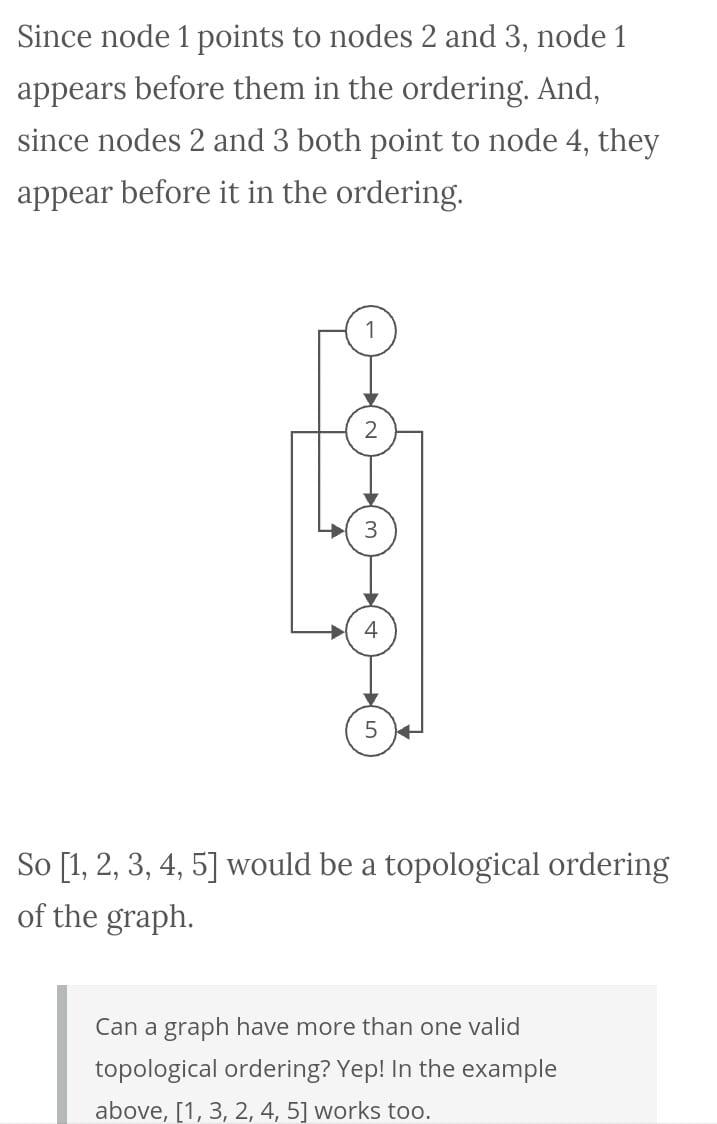 Since node 1 points to nodes 2 and 3, node 1
appears before them in the ordering. And,
since nodes 2 and 3 both point to node 4, they
appear before it in the ordering.
1
2
3
4
5
So [1, 2, 3, 4, 5] would be a topological ordering
of the graph.
Can a graph have more than one valid
topological ordering? Yep! In the example
above, [1, 3, 2, 4, 5] works too.